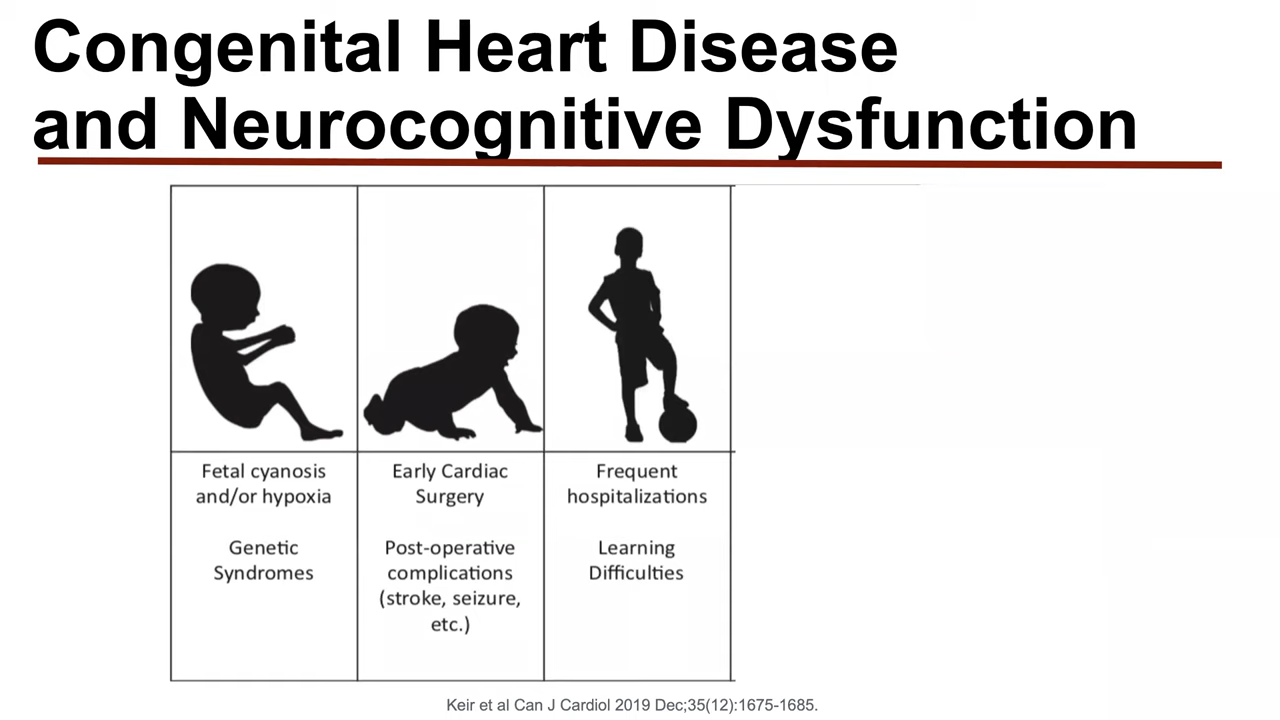 Congenital Heart Disease
and Neurocognitive Dysfunction
Fetal cyanosis
and/or hypoxia
Genetic
Syndromes
Early Cardiac
Surgery
Post-operative
complications
(stroke, seizure,
etc.)
Frequent
hospitalizations
Learning
Difficulties
Keir et al Can J Cardiol 2019 Dec;35(12):1675-1685.